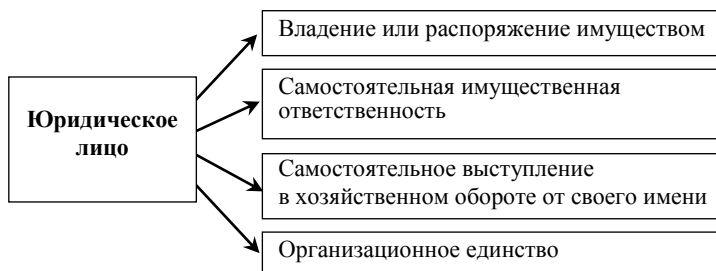 Владение или распоряжение имуществом
Юридическое
лицо
Самостоятельная имущественная
ответственность
Самостоятельное выступление
в хозяйственном обороте от своего имени
Организационное единство